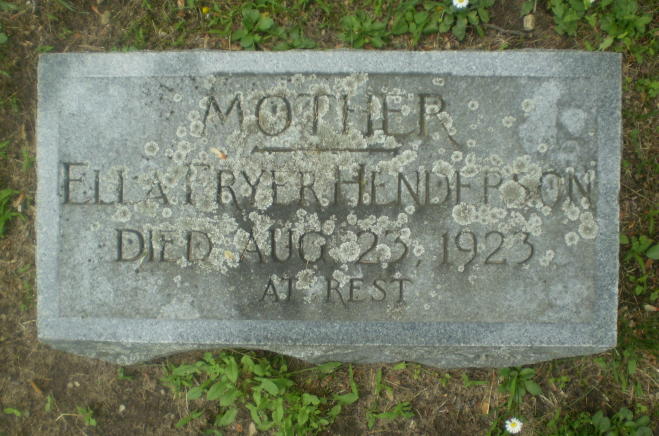 MOTHER
ELLA FRYER HENDERSON
DIED AUG. 23, 1923
AT REST